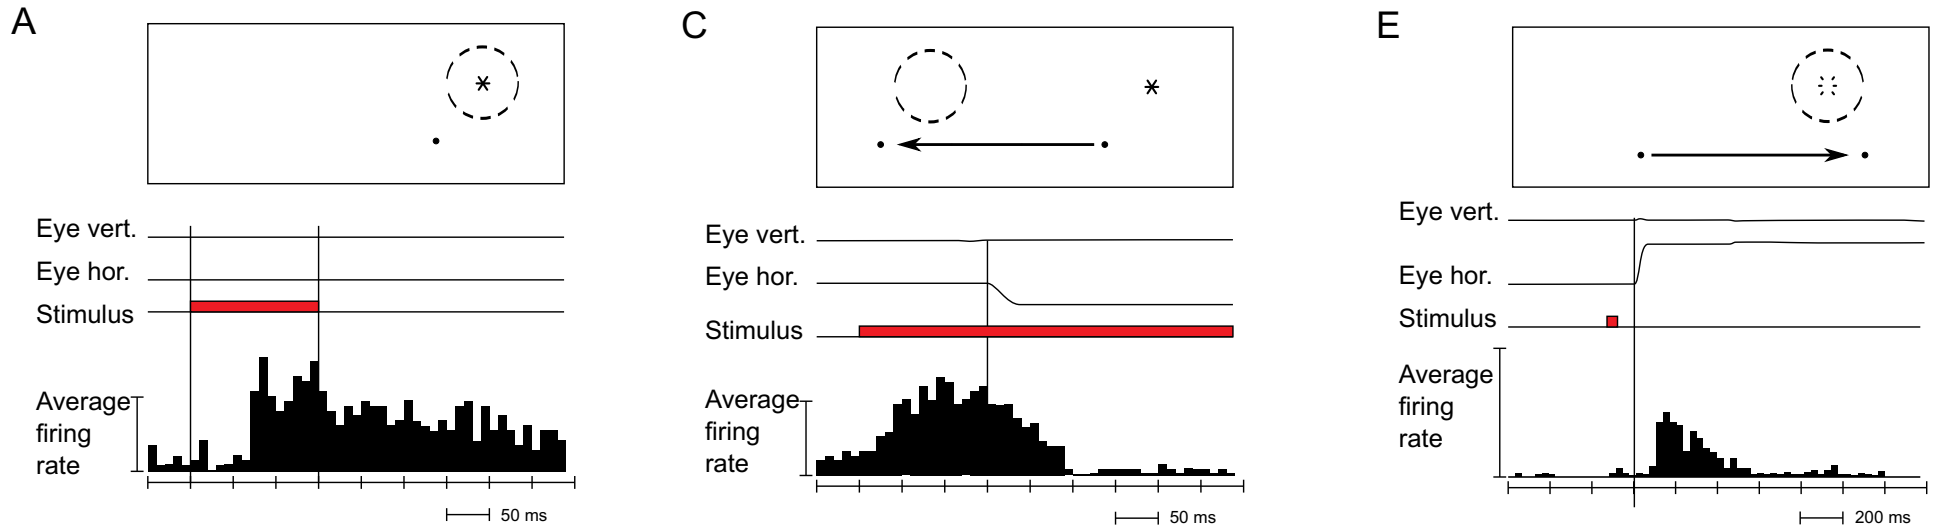 A
Eye vert.
Eye hor.
Stimulus
Average
firing
rate
50 ms
C
Eye vert.
Eye hor.
Stimulus
Average
firing
rate
50 ms
E
Eye vert.
Eye hor.
Stimulus
Average
firing
rate
200 ms